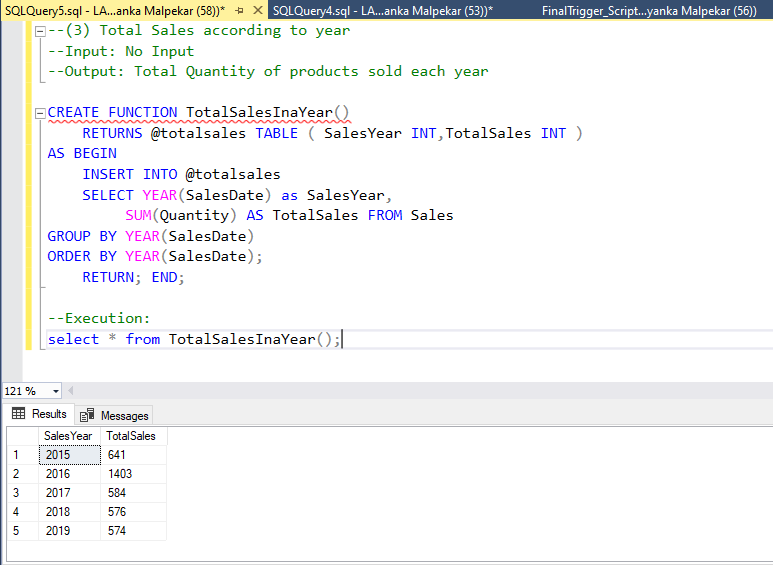 SQLQuery5.sql - LA...anka Malpekar (58))* SQLQuery4.sql - LA...anka Malpekar (53))* FinalTrigger_Script...yanka Malpekar (56))
--(3) Total Sales according to year
--Input: No Input
--Output: Total Quantity of products sold each year
CREATE FUNCTION TotalSalesInaYear()
RETURNS @totalsales TABLE ( SalesYear INT,TotalSales INT )
AS BEGIN
INSERT INTO @totalsales
SELECT YEAR(SalesDate) as SalesYear,
SUM(Quantity) AS TotalSales FROM Sales
GROUP BY YEAR(SalesDate)
ORDER BY YEAR(SalesDate);
RETURN; END;
--Execution:
select * from TotalSalesInaYear();
121 %
Results Messages
SalesYear TotalSales
1 2015 641
2 2016 1403
3 2017 584
4 2018 576
5 2019 574